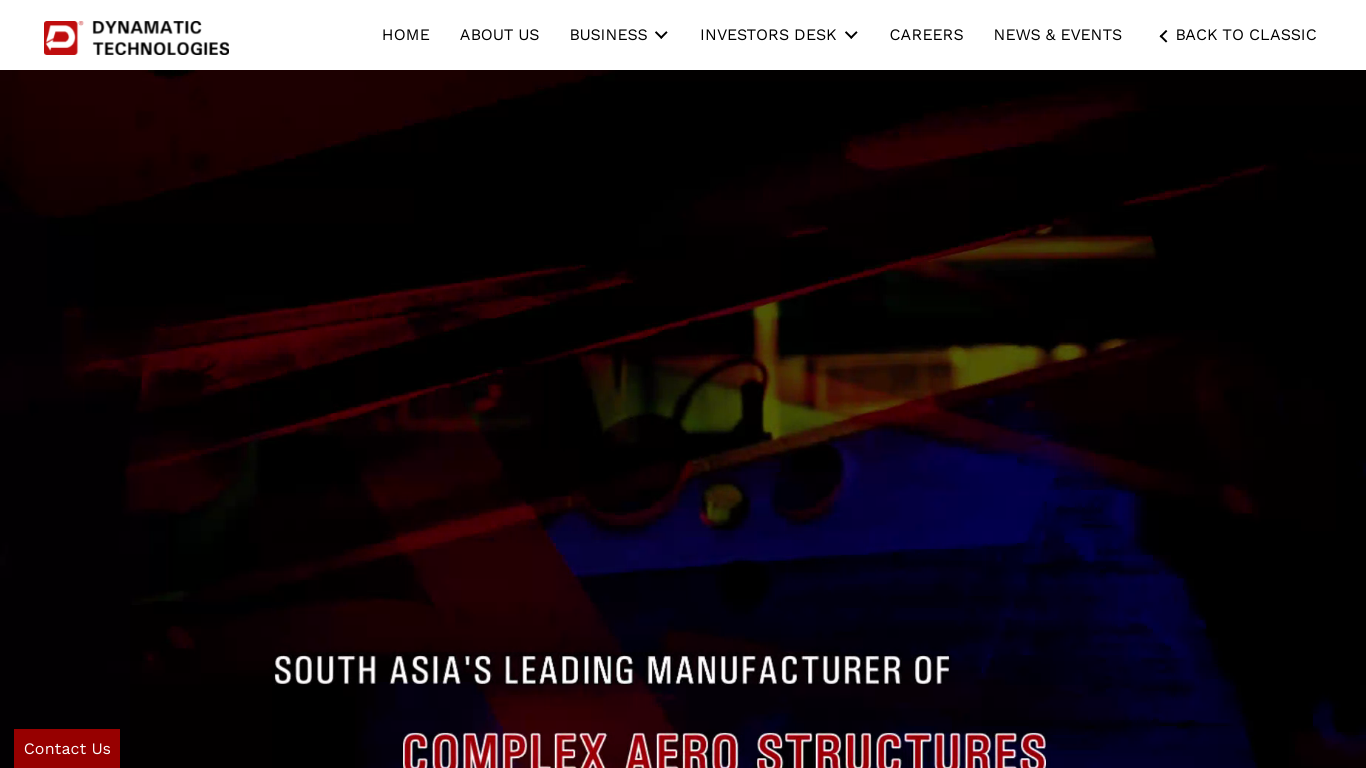 DYNAMATIC
TECHNOLOGIES
HOME
ABOUT US
BUSINESS
INVESTORS DESK
CAREERS
NEWS & EVENTS
BACK TO CLASSIC
SOUTH ASIA'S LEADING MANUFACTURER OF
COMPLEX AERO STRUCTURES
Contact Us